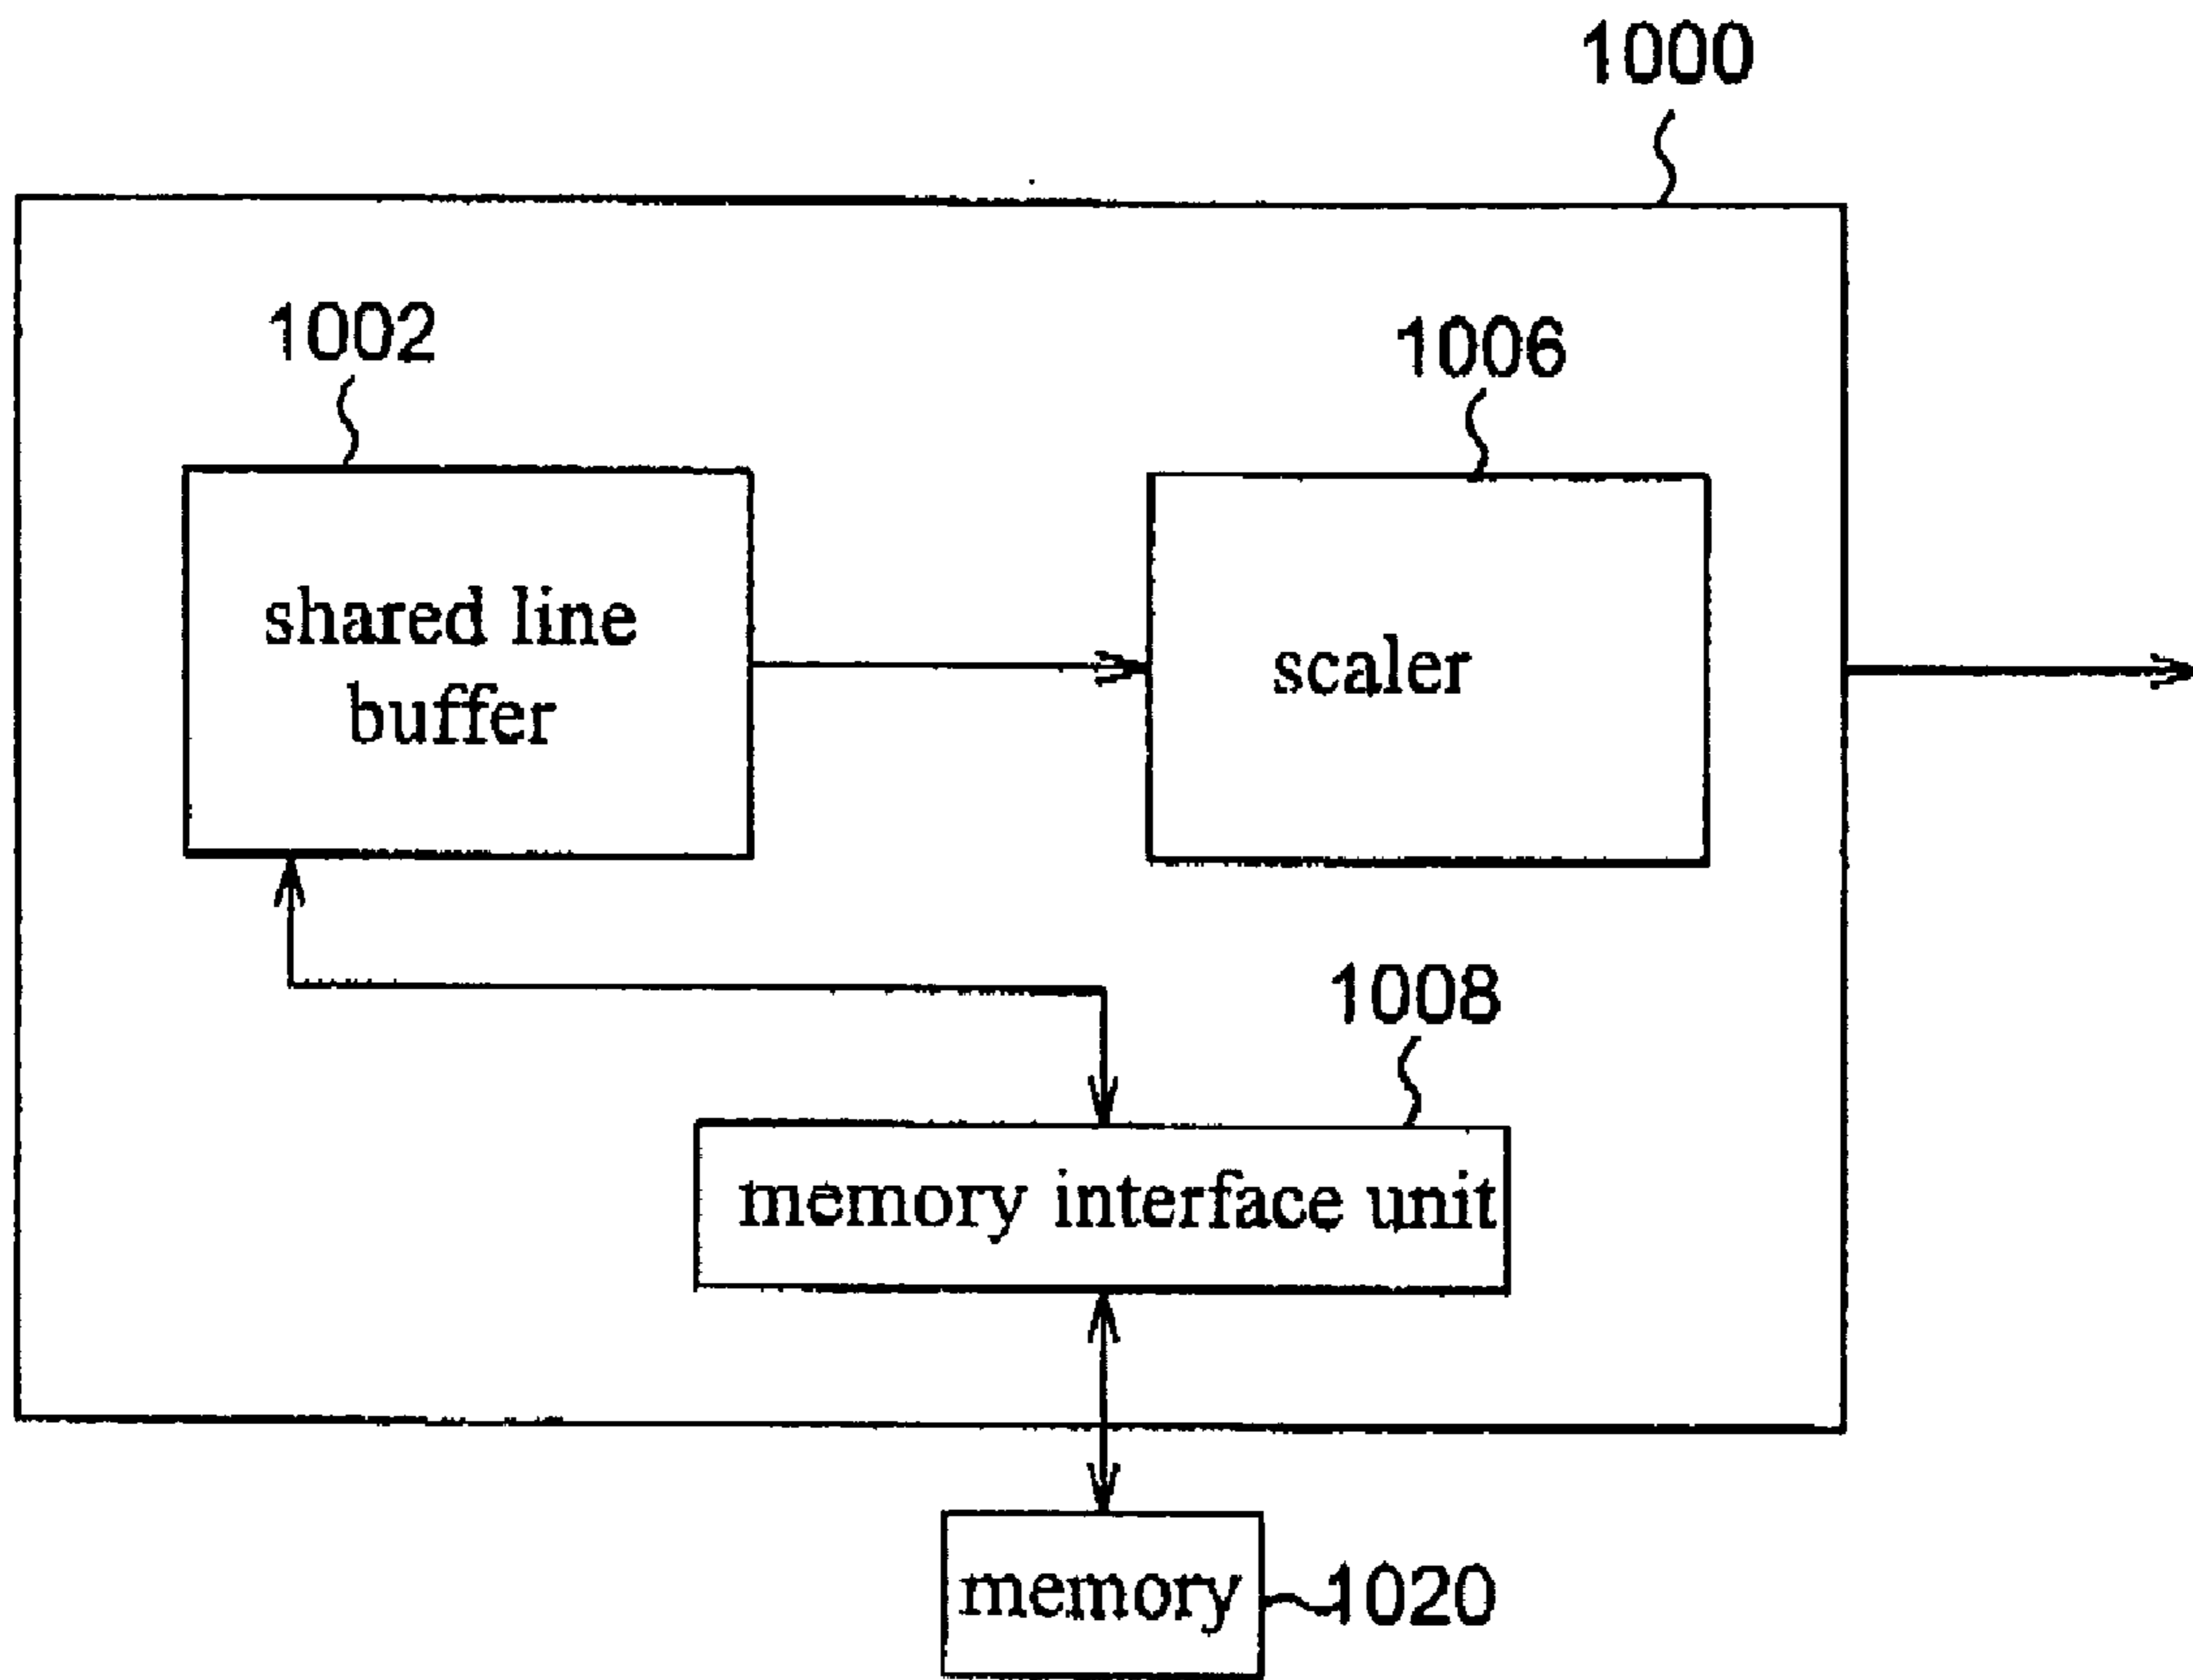 1000
1002
1006
shared line
buffer
scaler
1008
memory interface unit
memory
1020